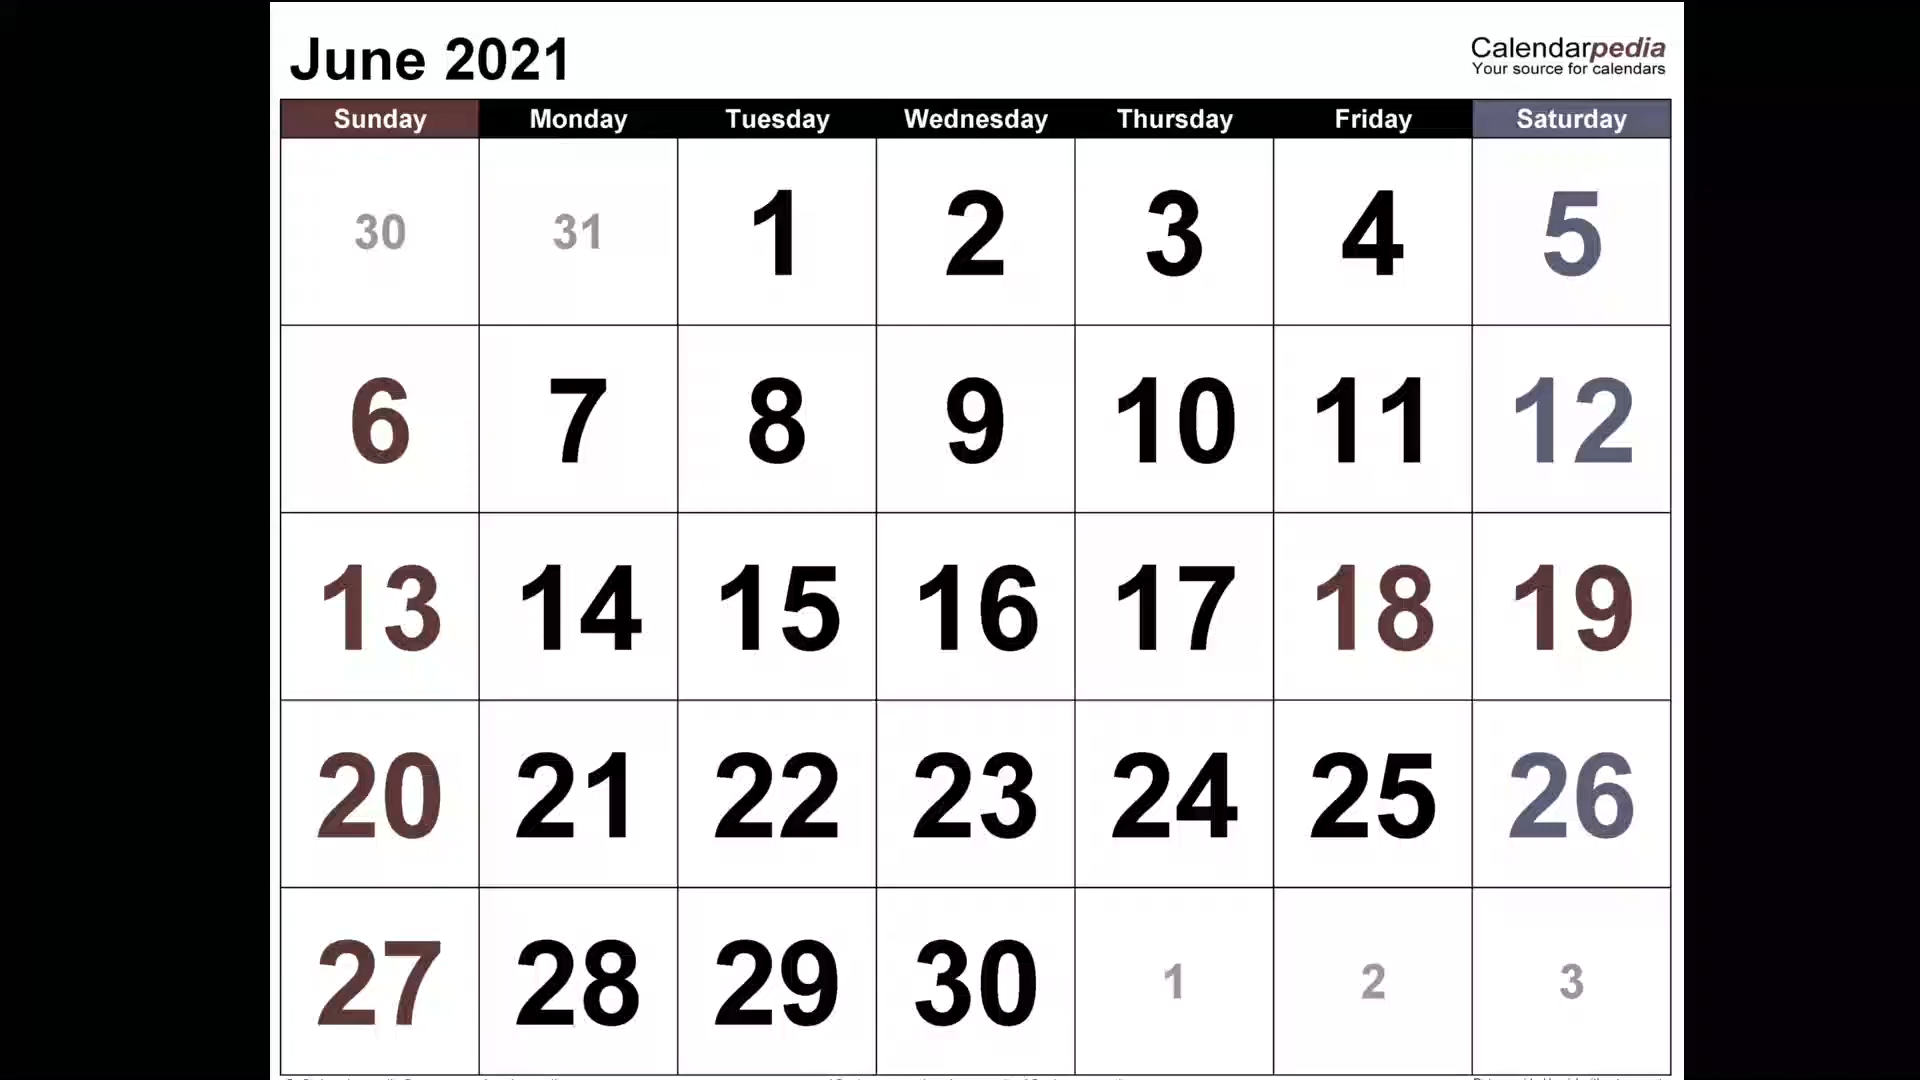 June 2021
Calendarpedia
Your source for calendars
Sunday Monday Tuesday Wednesday Thursday Friday Saturday
30 31 1 2 3 4 5
6 7 8 9 10 11 12
13 14 15 16 17 18 19
20 21 22 23 24 25 26
27 28 29 30 1 2 3